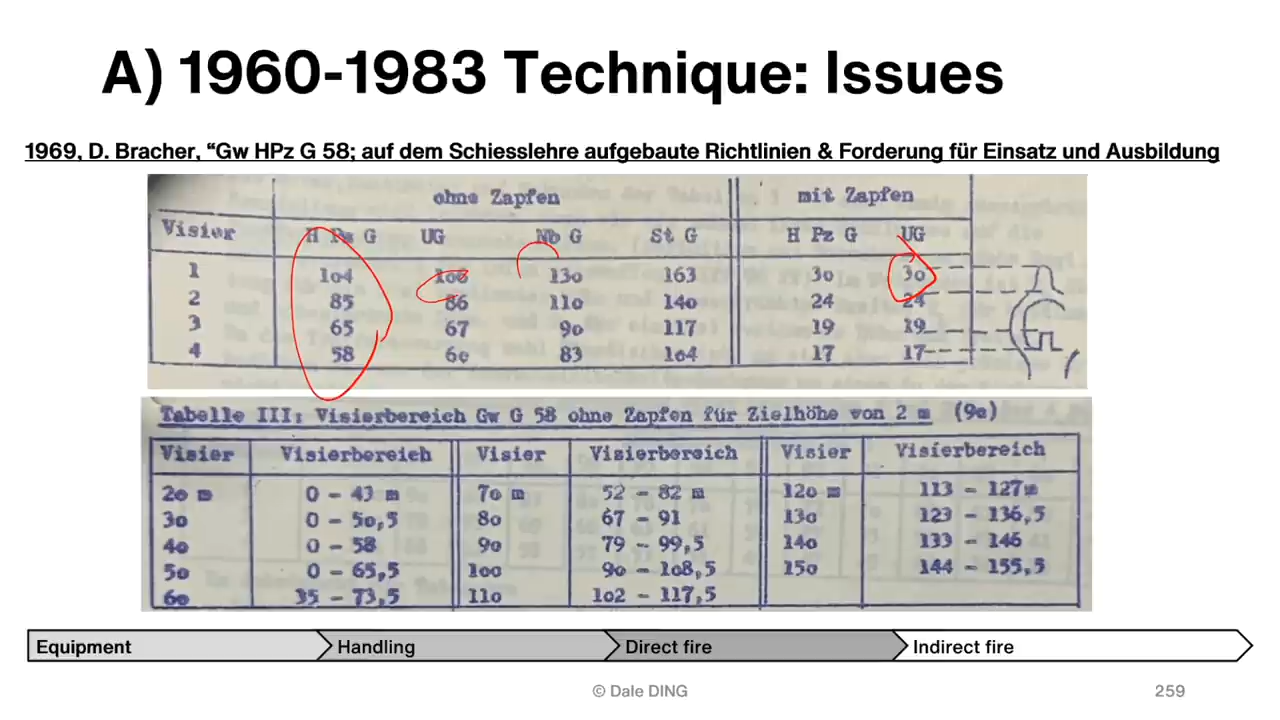 A) 1960-1983 Technique: Issues
1969, D. Bracher, “Gw HPz G 58; auf dem Schiesslehre aufgebaute Richtlinien & Forderung für Einsatz und Ausbildung
ohne Zapfen mit Zapfen
Visier H Pz G UG Nb G St G H Pz G UG
1 1o4 1o6 13o 163 3o 3o
2 85 86 11o 14o 24 24
3 65 67 9o 117 19 19
4 58 6o 83 1o4 17 17
Tabelle III: Visierbereich Gw G 58 ohne Zapfen für Zielhöhe von 2 m (9e)
Visier Visierbereich Visier Visierbereich Visier Visierbereich
2o m 0 - 43 m 7o m 52 - 82 m 12o m 113 - 127m
3o 0 - 5o,5 8o 67 - 91 13o 123 - 136,5
4o 0 - 58 9o 79 - 99,5 14o 133 - 146
5o 0 - 65,5 1oo 9o - 1o8,5 15o 144 - 155,5
6o 35 - 73,5 11o 1o2 - 117,5
Equipment Handling Direct fire Indirect fire
© Dale DING 259